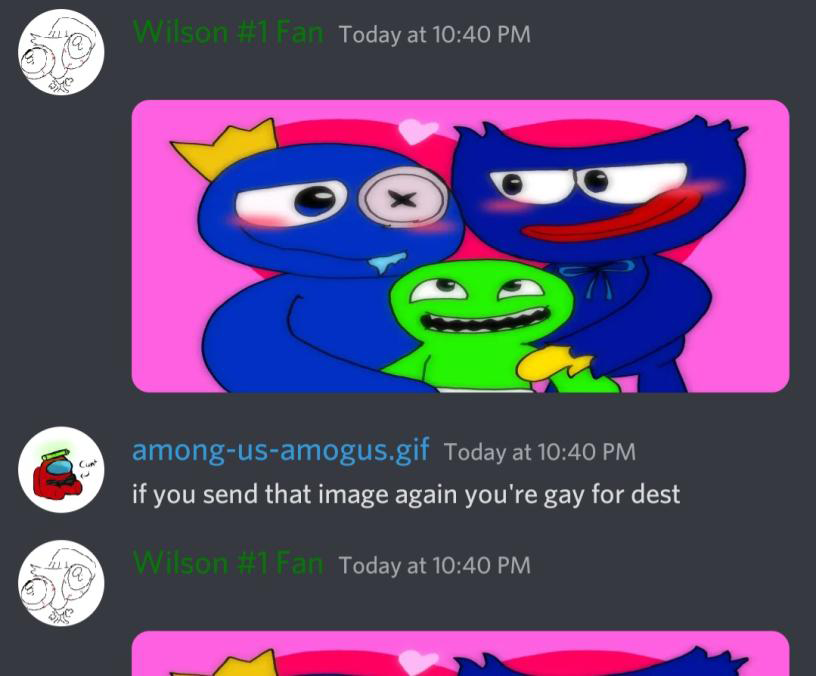 Wilson #1 Fan Today at 10:40 PM
among-us-amogus.gif Today at 10:40 PM
if you send that image again you're gay for dest
Wilson #1 Fan Today at 10:40 PM